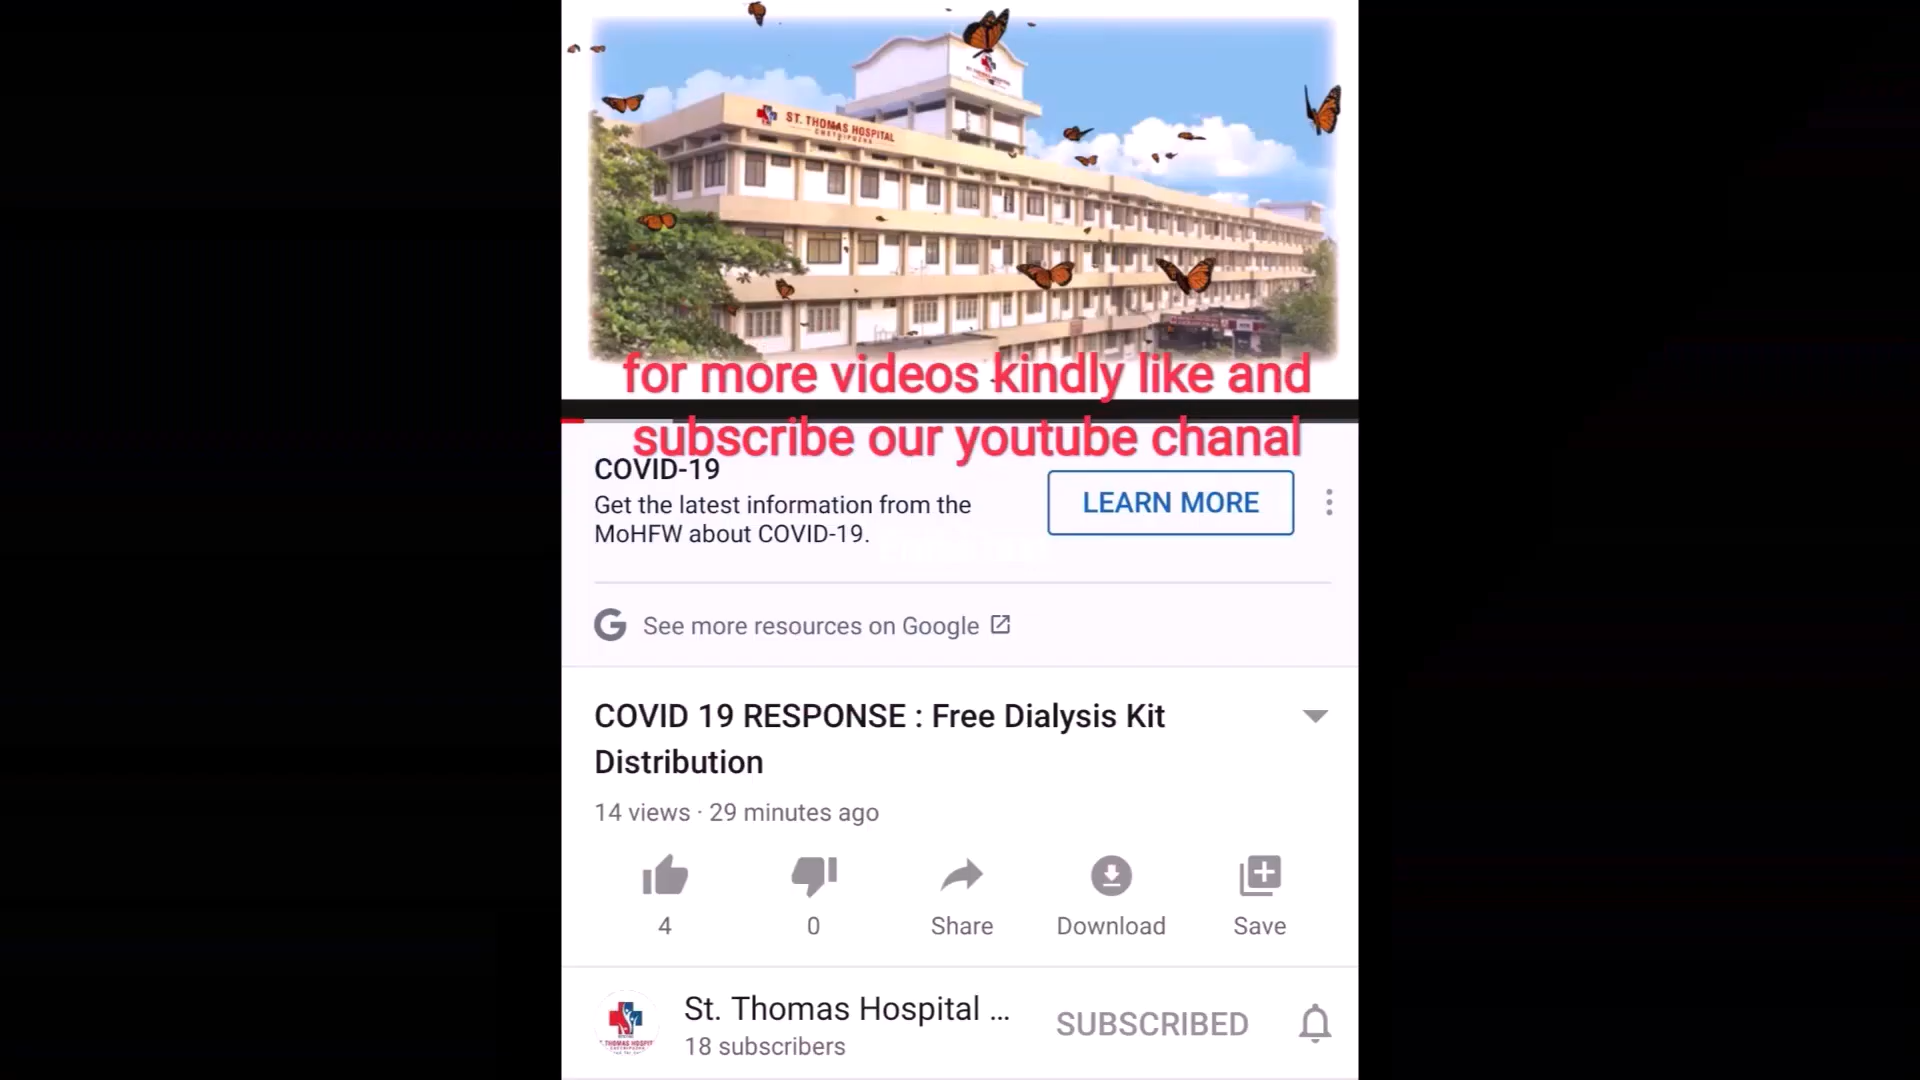 ST. THOMAS HOSPITAL
CHETHIPUZHA
for more videos kindly like and
subscribe our youtube chanal
COVID-19
Get the latest information from the
MoHFW about COVID-19.
LEARN MORE
See more resources on Google
COVID 19 RESPONSE : Free Dialysis Kit
Distribution
14 views · 29 minutes ago
4
0
Share
Download
Save
St. Thomas Hospital ...
18 subscribers
SUBSCRIBED